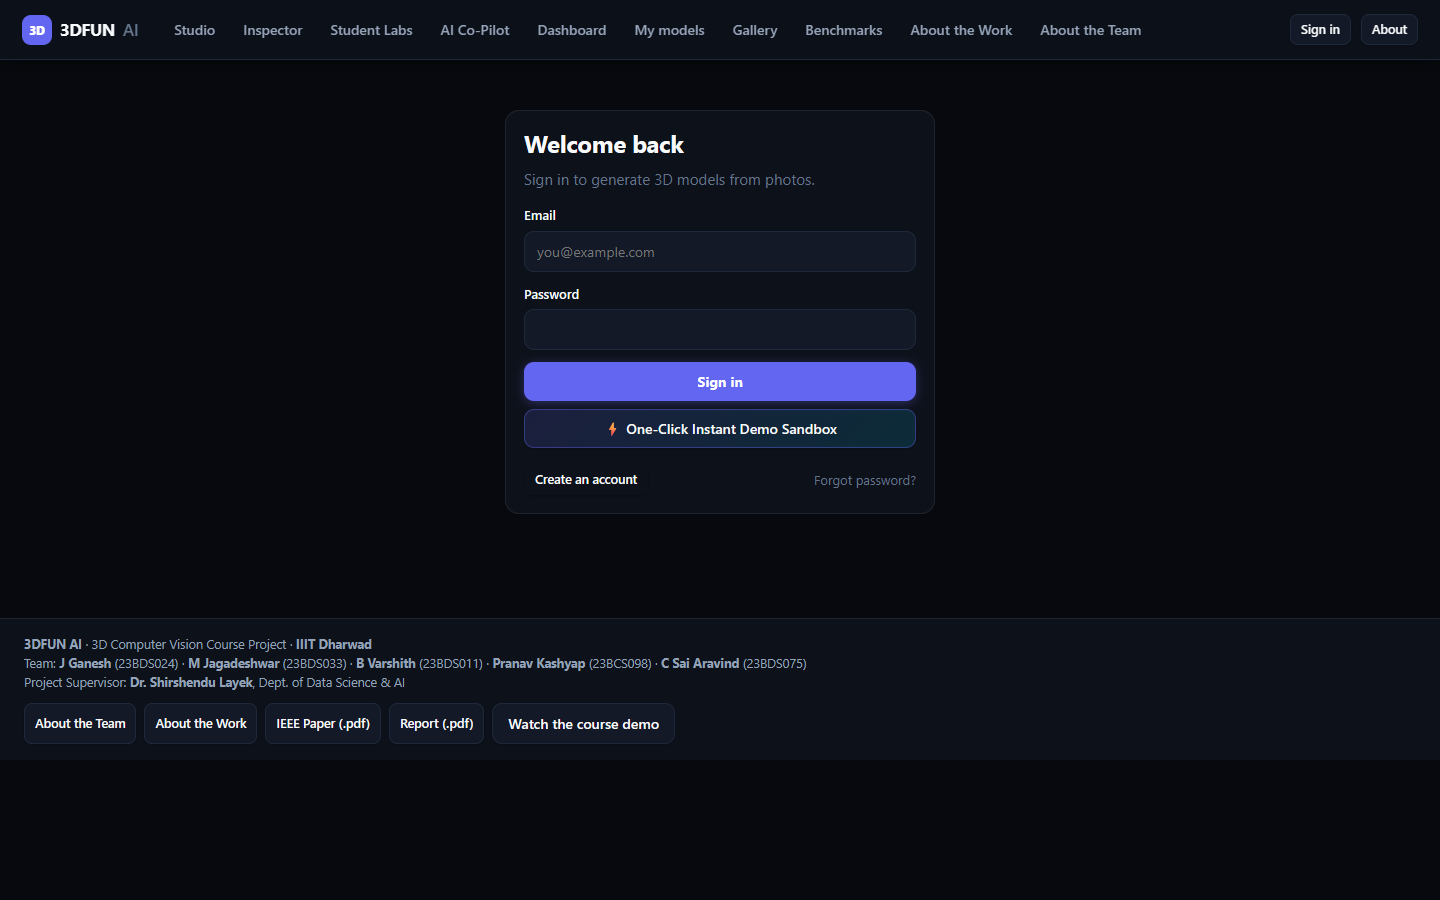 3D 3DFUN AI Studio Inspector Student Labs AI Co-Pilot Dashboard My models Gallery Benchmarks About the Work About the Team Sign in About
Welcome back
Sign in to generate 3D models from photos.
Email
you@example.com
Password
Sign in
One-Click Instant Demo Sandbox
Create an account Forgot password?
3DFUN AI · 3D Computer Vision Course Project · IIIT Dharwad
Team: J Ganesh (23BDS024) · M Jagadeshwar (23BDS033) · B Varshith (23BDS011) · Pranav Kashyap (23BCS098) · C Sai Aravind (23BDS075)
Project Supervisor: Dr. Shirshendu Layek, Dept. of Data Science & AI
About the Team About the Work IEEE Paper (.pdf) Report (.pdf) Watch the course demo